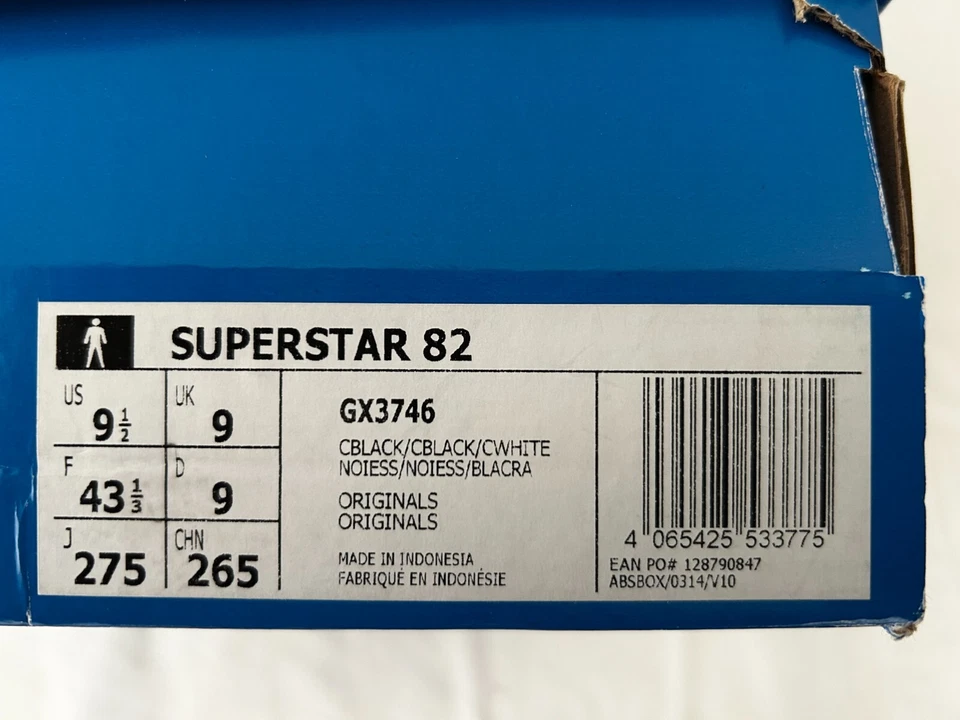 SUPERSTAR 82
US 9 1/2
UK 9
F 43 1/3
D 9
J 275
CHN 265
GX3746
CBLACK/CBLACK/CWHITE
NOIESS/NOIESS/BLACRA
ORIGINALS
ORIGINALS
MADE IN INDONESIA
FABRIQUÉ EN INDONÉSIE
4 065425 533775
EAN PO# 128790847
ABSBOX/0314/V10